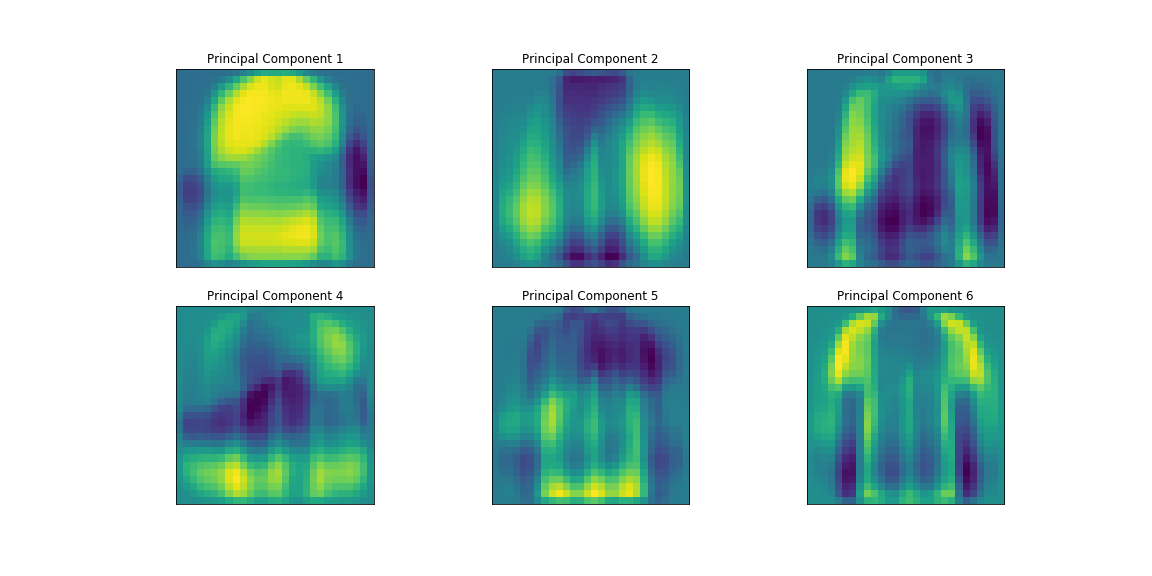 Principal Component 1
Principal Component 2
Principal Component 3
Principal Component 4
Principal Component 5
Principal Component 6